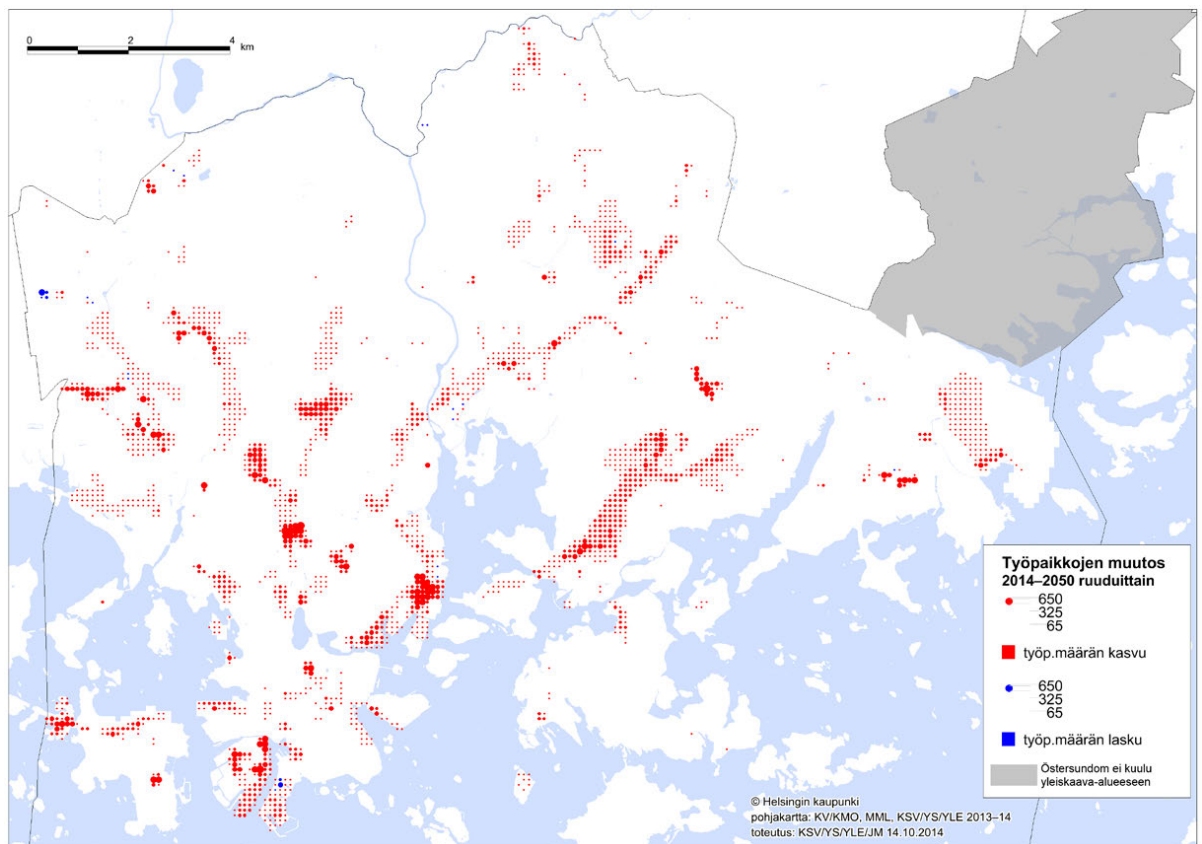 0 2 4
km
Työpaikkojen muutos
2014–2050 ruuduittain
650
325
65
työp.määrän kasvu
650
325
65
työp.määrän lasku
Östersundom ei kuulu
yleiskaava-alueeseen
© Helsingin kaupunki
pohjakartta: KV/KMO, MML, KSV/YS/YLE 2013–14
toteutus: KSV/YS/YLE/JM 14.10.2014